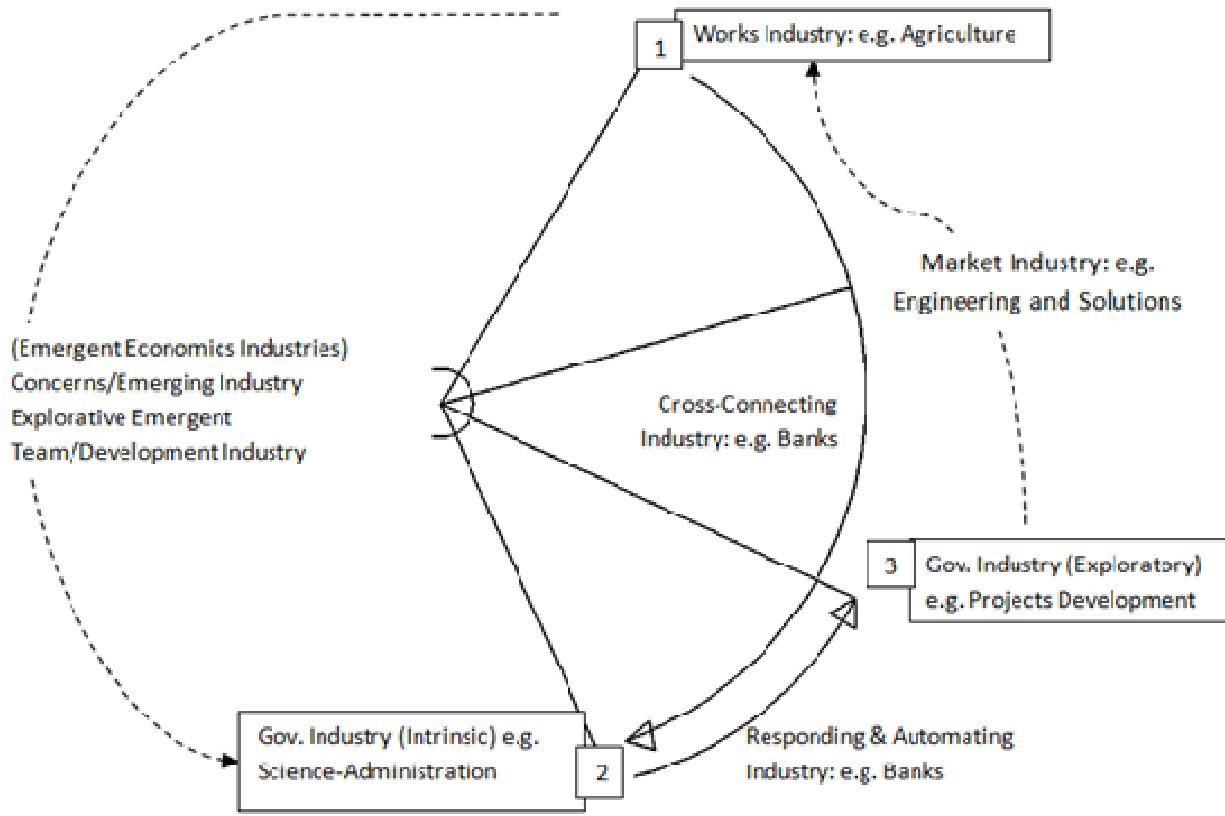 1
Works Industry: e.g. Agriculture
Market Industry: e.g.
Engineering and Solutions
(Emergent Economics Industries)
Concerns/Emerging Industry
Explorative Emergent
Team/Development Industry
Cross-Connecting
Industry: e.g. Banks
3
Gov. Industry (Exploratory)
e.g. Projects Development
Gov. Industry (Intrinsic) e.g.
Science-Administration
2
Responding & Automating
Industry: e.g. Banks